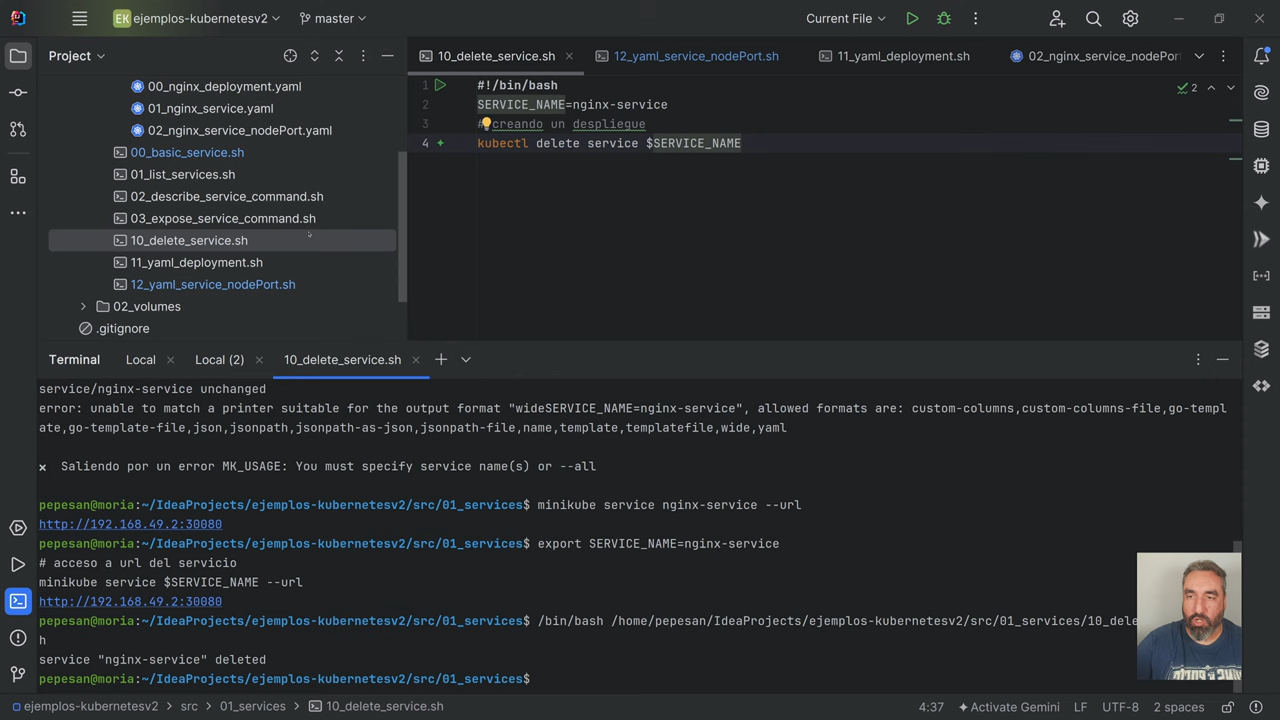 EK ejemplos-kubernetesv2
master
Current File
Project
00_nginx_deployment.yaml
01_nginx_service.yaml
02_nginx_service_nodePort.yaml
00_basic_service.sh
01_list_services.sh
02_describe_service_command.sh
03_expose_service_command.sh
10_delete_service.sh
11_yaml_deployment.sh
12_yaml_service_nodePort.sh
02_volumes
.gitignore
10_delete_service.sh
12_yaml_service_nodePort.sh
11_yaml_deployment.sh
02_nginx_service_nodePor
2
1 #!/bin/bash
2 SERVICE_NAME=nginx-service
3 #creando un despliegue
4 kubectl delete service $SERVICE_NAME
Terminal
Local
Local (2)
10_delete_service.sh
service/nginx-service unchanged
error: unable to match a printer suitable for the output format "wideSERVICE_NAME=nginx-service", allowed formats are: custom-columns,custom-columns-file,go-templ
ate,go-template-file,json,jsonpath,jsonpath-as-json,jsonpath-file,name,template,templatefile,wide,yaml
× Saliendo por un error MK_USAGE: You must specify service name(s) or --all
pepesan@moria:~/IdeaProjects/ejemplos-kubernetesv2/src/01_services$ minikube service nginx-service --url
http://192.168.49.2:30080
pepesan@moria:~/IdeaProjects/ejemplos-kubernetesv2/src/01_services$ export SERVICE_NAME=nginx-service
# acceso a url del servicio
minikube service $SERVICE_NAME --url
http://192.168.49.2:30080
pepesan@moria:~/IdeaProjects/ejemplos-kubernetesv2/src/01_services$ /bin/bash /home/pepesan/IdeaProjects/ejemplos-kubernetesv2/src/01_services/10_dele
h
service "nginx-service" deleted
pepesan@moria:~/IdeaProjects/ejemplos-kubernetesv2/src/01_services$
ejemplos-kubernetesv2
src
01_services
10_delete_service.sh
4:37
Activate Gemini
LF
UTF-8
2 spaces